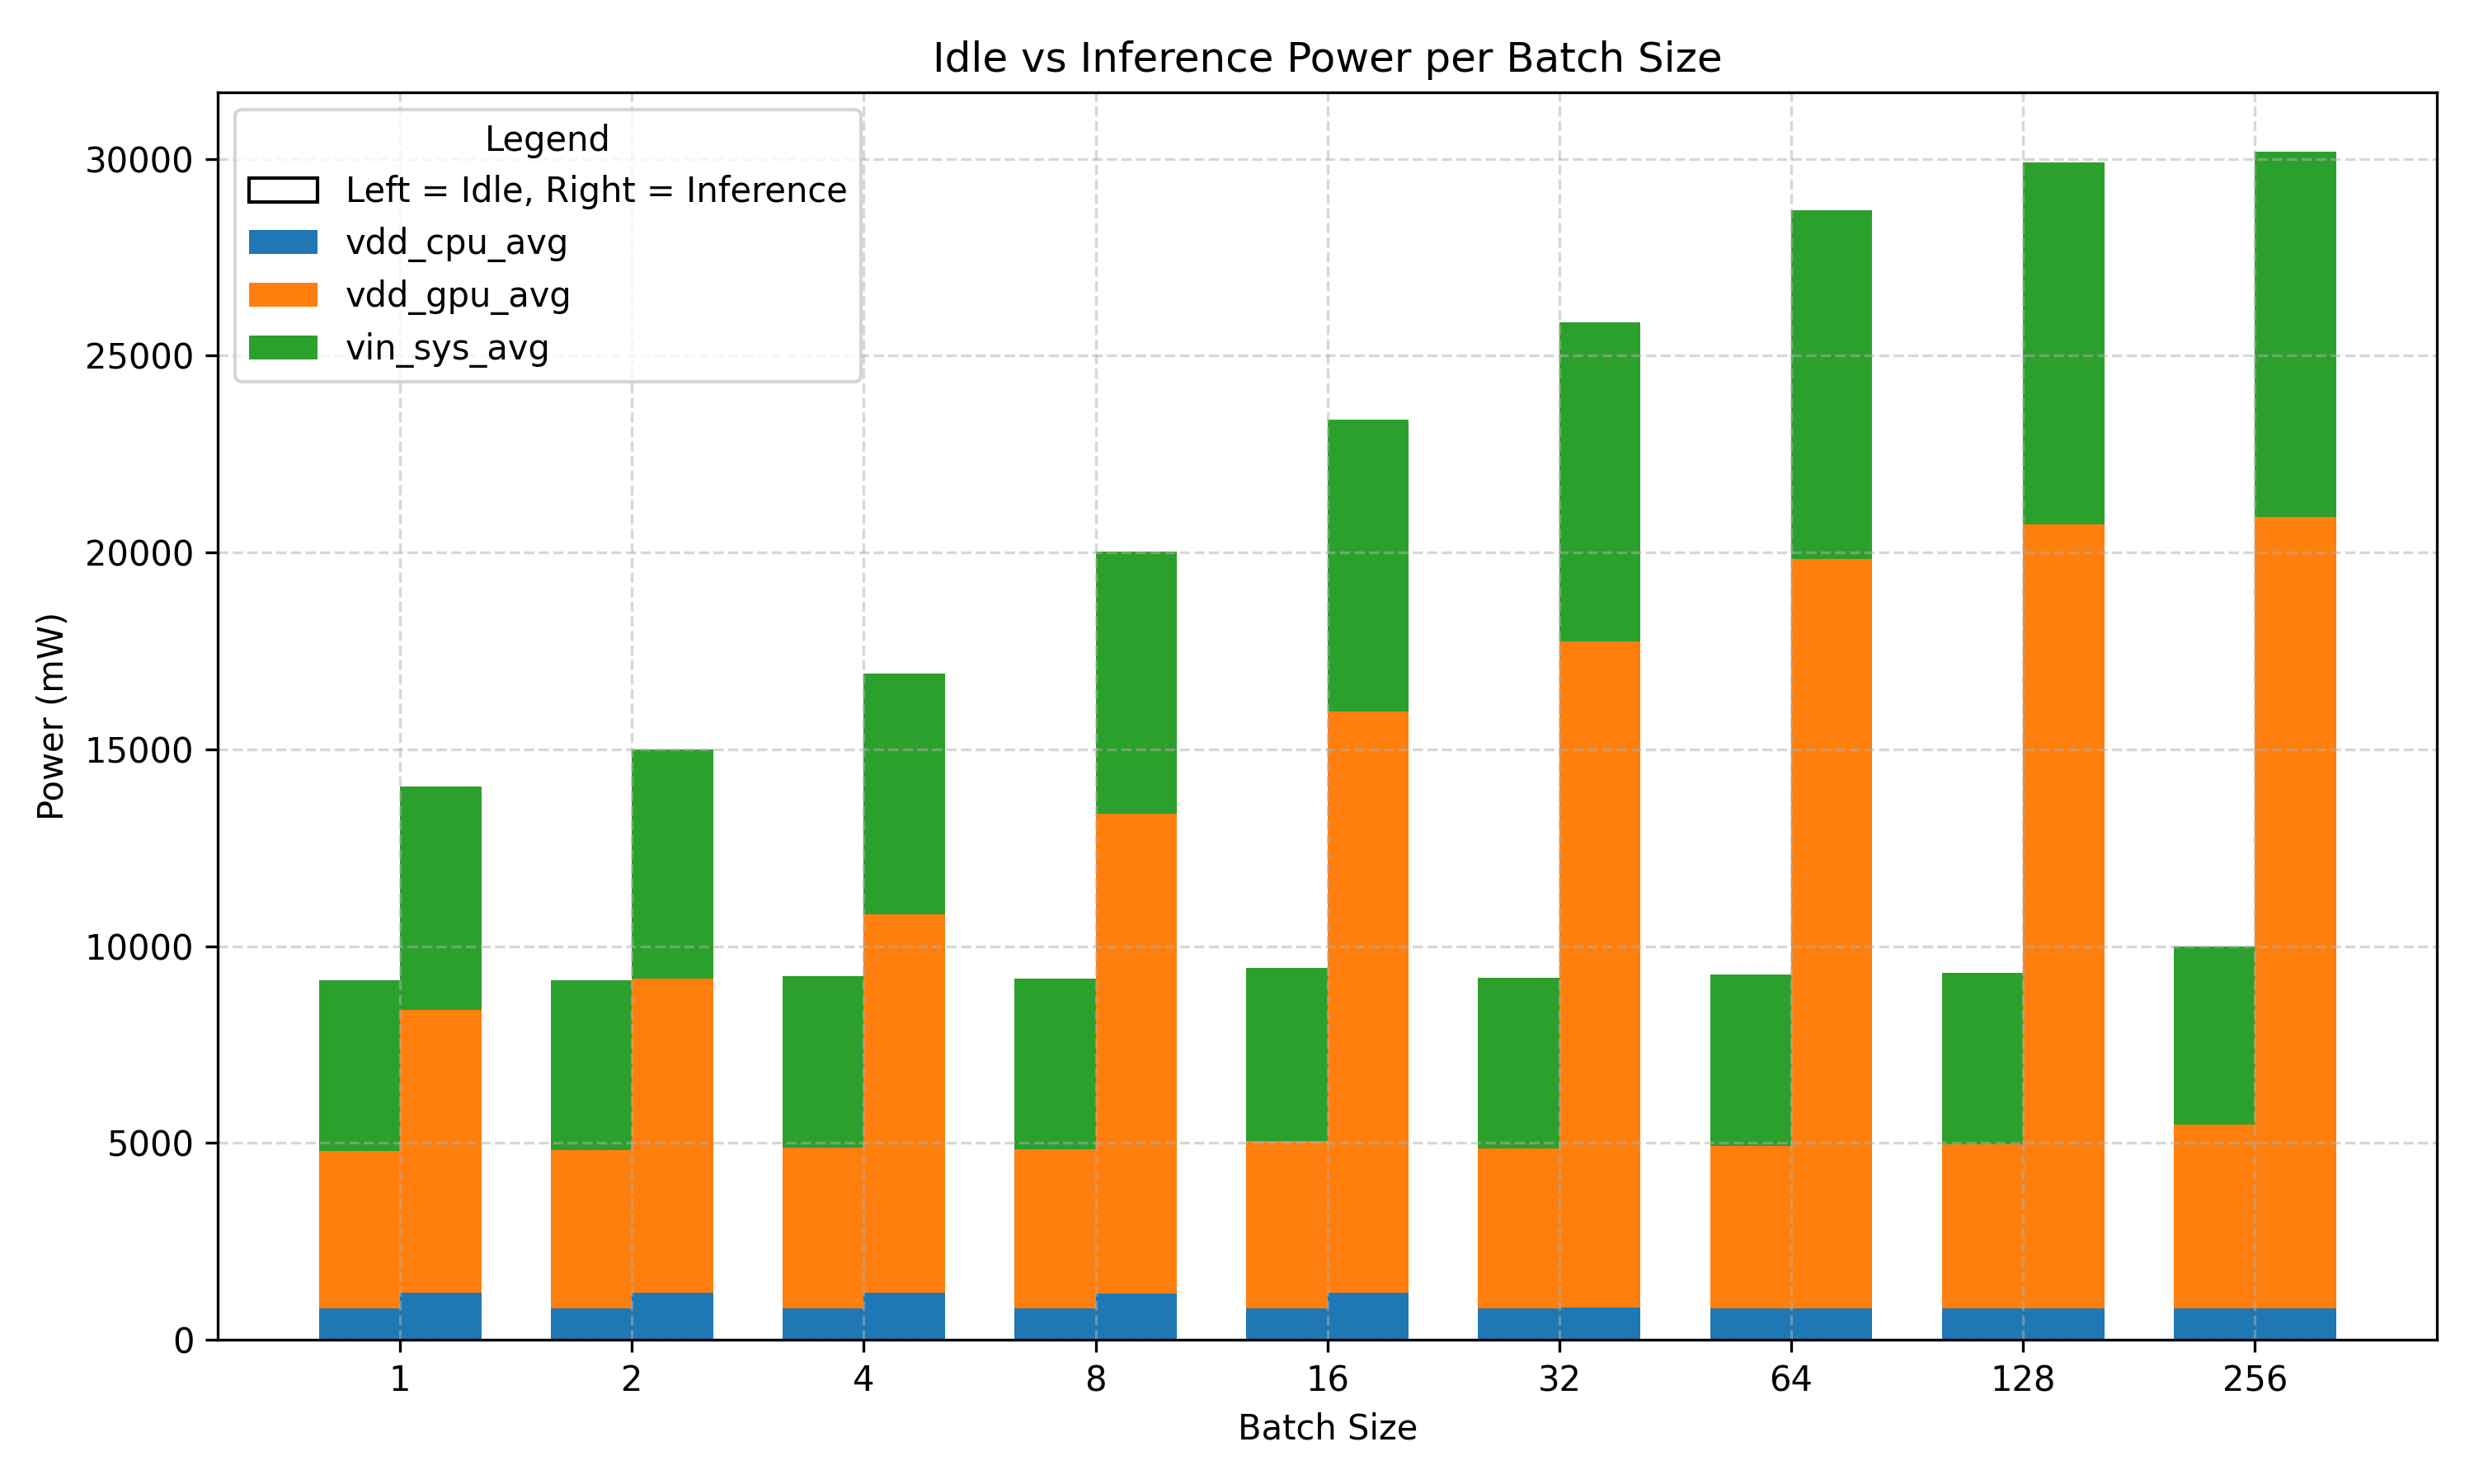 Idle vs Inference Power per Batch Size
Legend
Left = Idle, Right = Inference
vdd_cpu_avg
vdd_gpu_avg
vin_sys_avg
Power (mW)
30000
25000
20000
15000
10000
5000
0
1 2 4 8 16 32 64 128 256
Batch Size